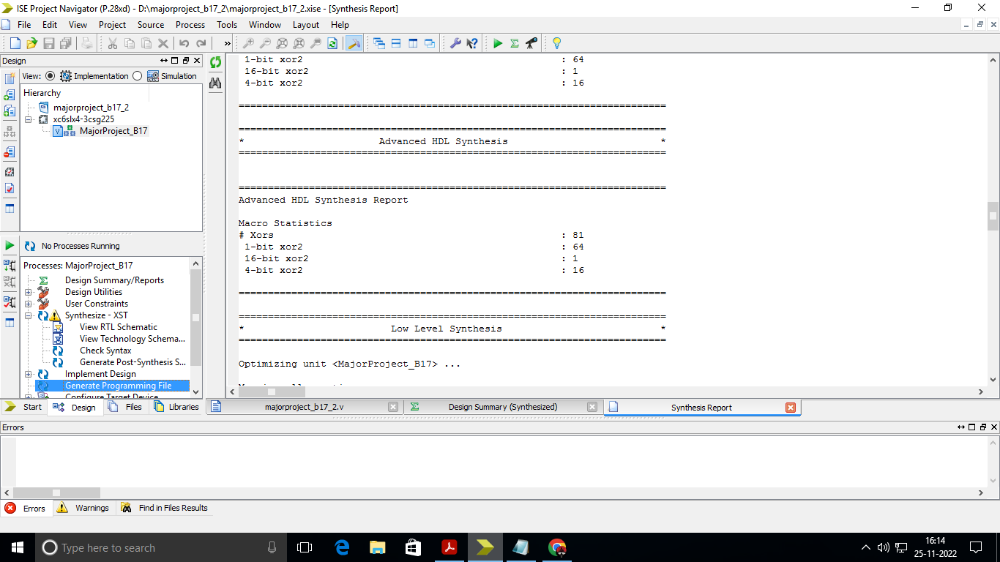 ISE Project Navigator (P.28xd) - D:\majorproject_b17_2\majorproject_b17_2.xise - [Synthesis Report]
File Edit View Project Source Process Tools Window Layout Help
Design
View: Implementation Simulation
Hierarchy
majorproject_b17_2
xc6slx4-3csg225
MajorProject_B17
No Processes Running
Processes: MajorProject_B17
Design Summary/Reports
Design Utilities
User Constraints
Synthesize - XST
View RTL Schematic
View Technology Schema...
Check Syntax
Generate Post-Synthesis S...
Implement Design
Generate Programming File
Configure Target Device
Start Design Files Libraries
1-bit xor2 : 64
16-bit xor2 : 1
4-bit xor2 : 16
=========================================================================
=========================================================================
* Advanced HDL Synthesis *
=========================================================================
=========================================================================
Advanced HDL Synthesis Report
Macro Statistics
# Xors : 81
1-bit xor2 : 64
16-bit xor2 : 1
4-bit xor2 : 16
=========================================================================
=========================================================================
* Low Level Synthesis *
=========================================================================
Optimizing unit <MajorProject_B17> ...
majorproject_b17_2.v Design Summary (Synthesized) Synthesis Report
Errors
Errors Warnings Find in Files Results
Type here to search
16:14
25-11-2022